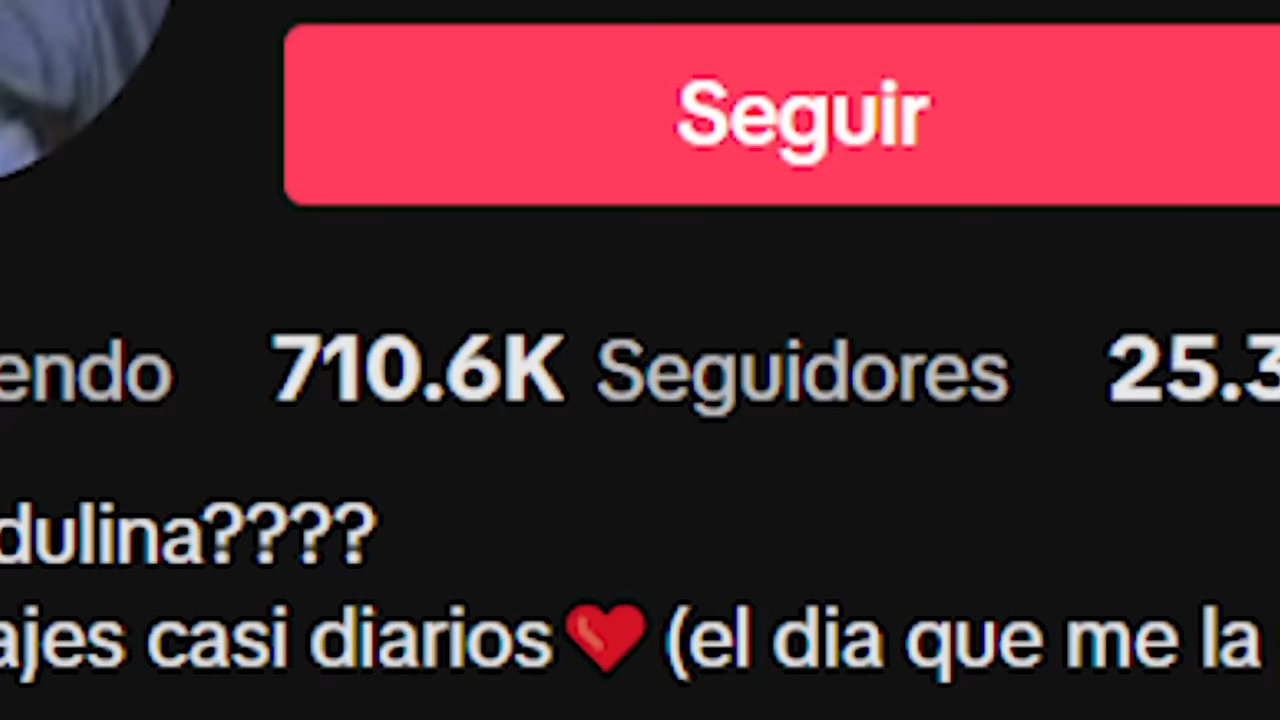 Seguir
endo 710.6K Seguidores 25.3
dulina????
ajes casi diarios❤️(el dia que me la